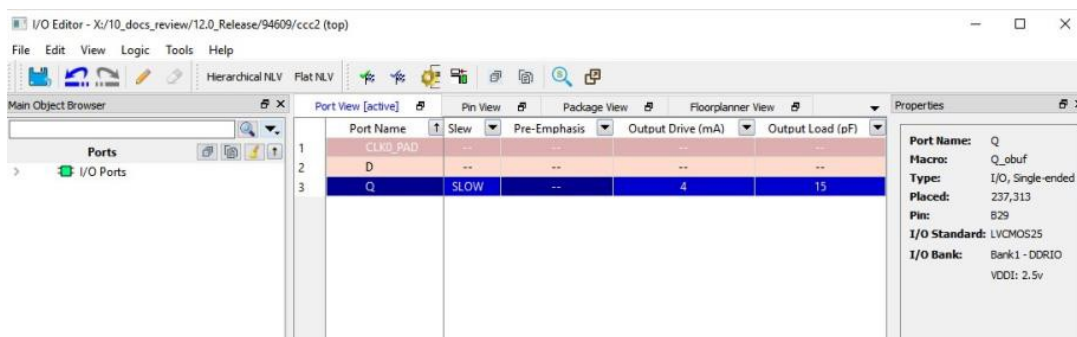 I/O Editor - X:/10_docs_review/12.0_Release/94609/ccc2 (top)
File Edit View Logic Tools Help
Hierarchical NLV Flat NLV
Main Object Browser
Port View [active] Pin View Package View Floorplanner View
Properties
Port Name Slew Pre-Emphasis Output Drive (mA) Output Load (pF)
Ports
I/O Ports
1 CLK0_PAD -- -- -- --
2 D -- -- -- --
3 Q SLOW -- 4 15
Port Name: Q
Macro: Q_obuf
Type: I/O, Single-ended
Placed: 237,313
Pin: B29
I/O Standard: LVCMOS25
I/O Bank: Bank1 - DDRIO
VDDI: 2.5v